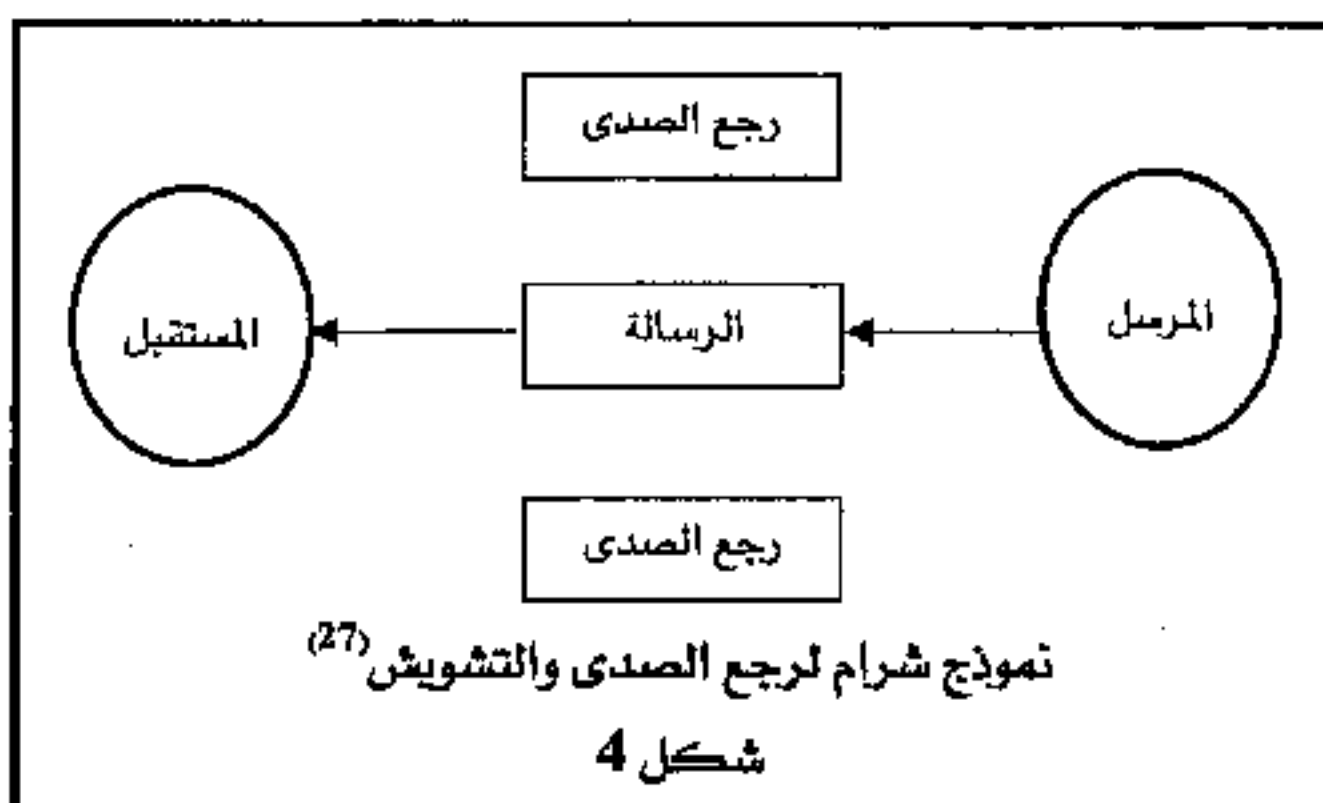 رجع الصدى
المرسل
الرسالة
المستقبل
رجع الصدى
نموذج شرام لرجع الصدى والتشويش(27)
شكل 4